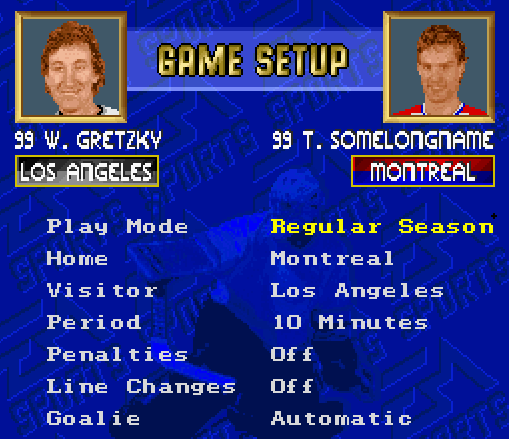 GAME SETUP
99 W. GRETZKY 99 T. SOMELONGNAME
LOS ANGELES MONTREAL
Play Mode Regular Season
Home Montreal
Visitor Los Angeles
Period 10 Minutes
Penalties Off
Line Changes Off
Goalie Automatic